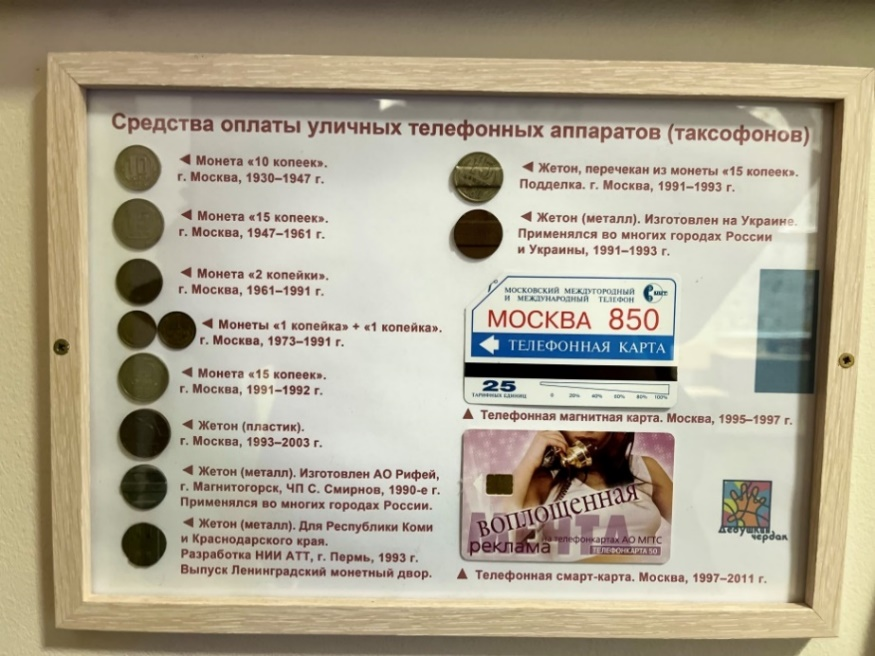 Средства оплаты уличных телефонных аппаратов (таксофонов)
◄ Монета «10 копеек».
г. Москва, 1930–1947 г.
◄ Монета «15 копеек».
г. Москва, 1947–1961 г.
◄ Монета «2 копейки».
г. Москва, 1961–1991 г.
◄ Монеты «1 копейка» + «1 копейка».
г. Москва, 1973–1991 г.
◄ Монета «15 копеек».
г. Москва, 1991–1992 г.
◄ Жетон (пластик).
г. Москва, 1993–2003 г.
◄ Жетон (металл). Изготовлен АО Рифей,
г. Магнитогорск, ЧП С. Смирнов, 1990-е г.
Применялся во многих городах России.
◄ Жетон (металл). Для Республики Коми
и Краснодарского края.
Разработка НИИ АТТ, г. Пермь, 1993 г.
Выпуск Ленинградский монетный двор.
◄ Жетон, перечекан из монеты «15 копеек».
Подделка. г. Москва, 1991–1993 г.
◄ Жетон (металл). Изготовлен на Украине.
Применялся во многих городах России
и Украины, 1991–1993 г.
МОСКОВСКИЙ МЕЖДУГОРОДНЫЙ
И МЕЖДУНАРОДНЫЙ ТЕЛЕФОН
МОСКВА 850
ТЕЛЕФОННАЯ КАРТА
25
ТАРИФНЫХ ЕДИНИЦ
0 20% 40% 60% 80% 100%
▲ Телефонная магнитная карта. Москва, 1995–1997 г.
воплощенная
МЕЧТА
реклама
на телефонкартах АО МГТС
ТЕЛЕФОНКАРТА 50
▲ Телефонная смарт-карта. Москва, 1997–2011 г.
дедушкин
чердак